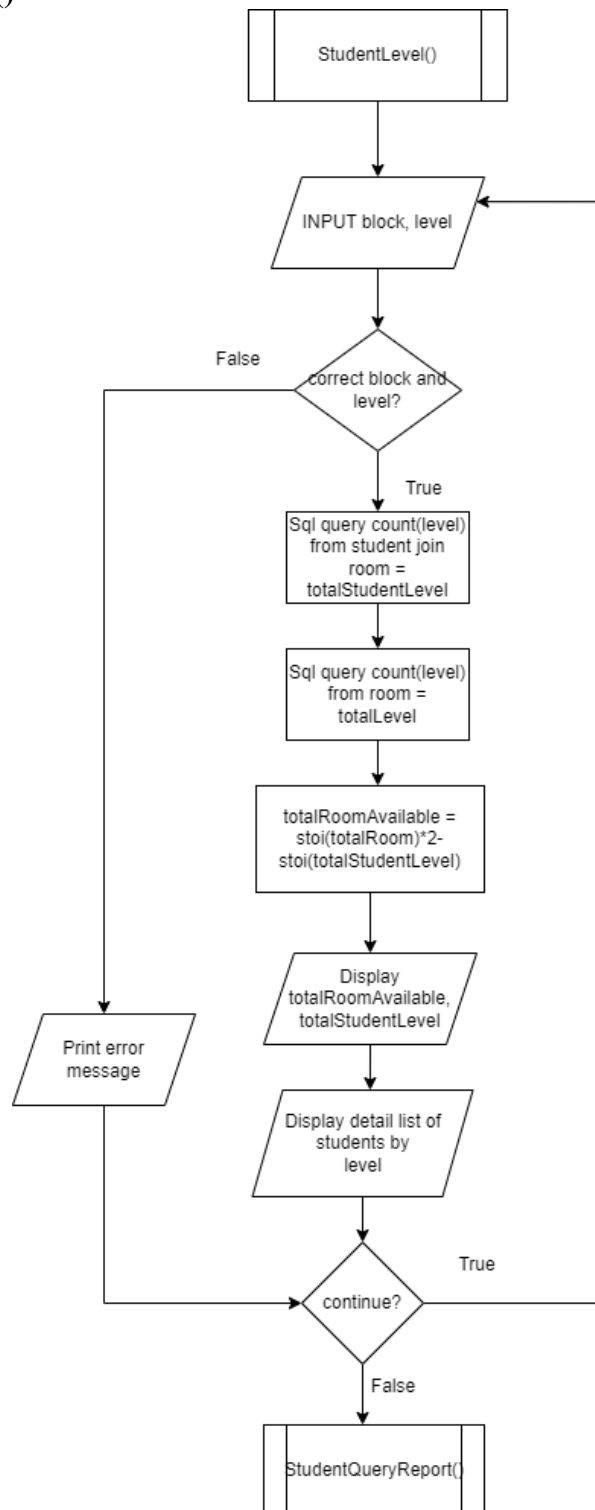 ()
StudentLevel()
INPUT block, level
False
correct block and
level?
True
Sql query count(level)
from student join
room =
totalStudentLevel
Sql query count(level)
from room =
totalLevel
totalRoomAvailable =
stoi(totalRoom)*2-
stoi(totalStudentLevel)
Display
totalRoomAvailable,
totalStudentLevel
Print error
message
Display detail list of
students by
level
True
continue?
False
StudentQueryReport()